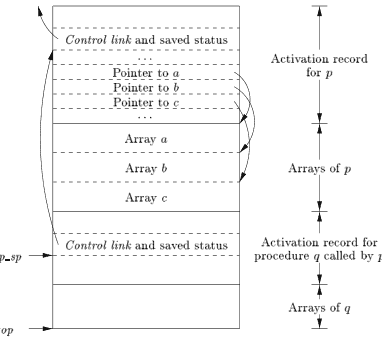 Control link and saved status
...
Pointer to a
Pointer to b
Pointer to c
...
Array a
Array b
Array c
Control link and saved status
Activation record
for p
Arrays of p
Activation record for
procedure q called by p
Arrays of q
p_sp
op